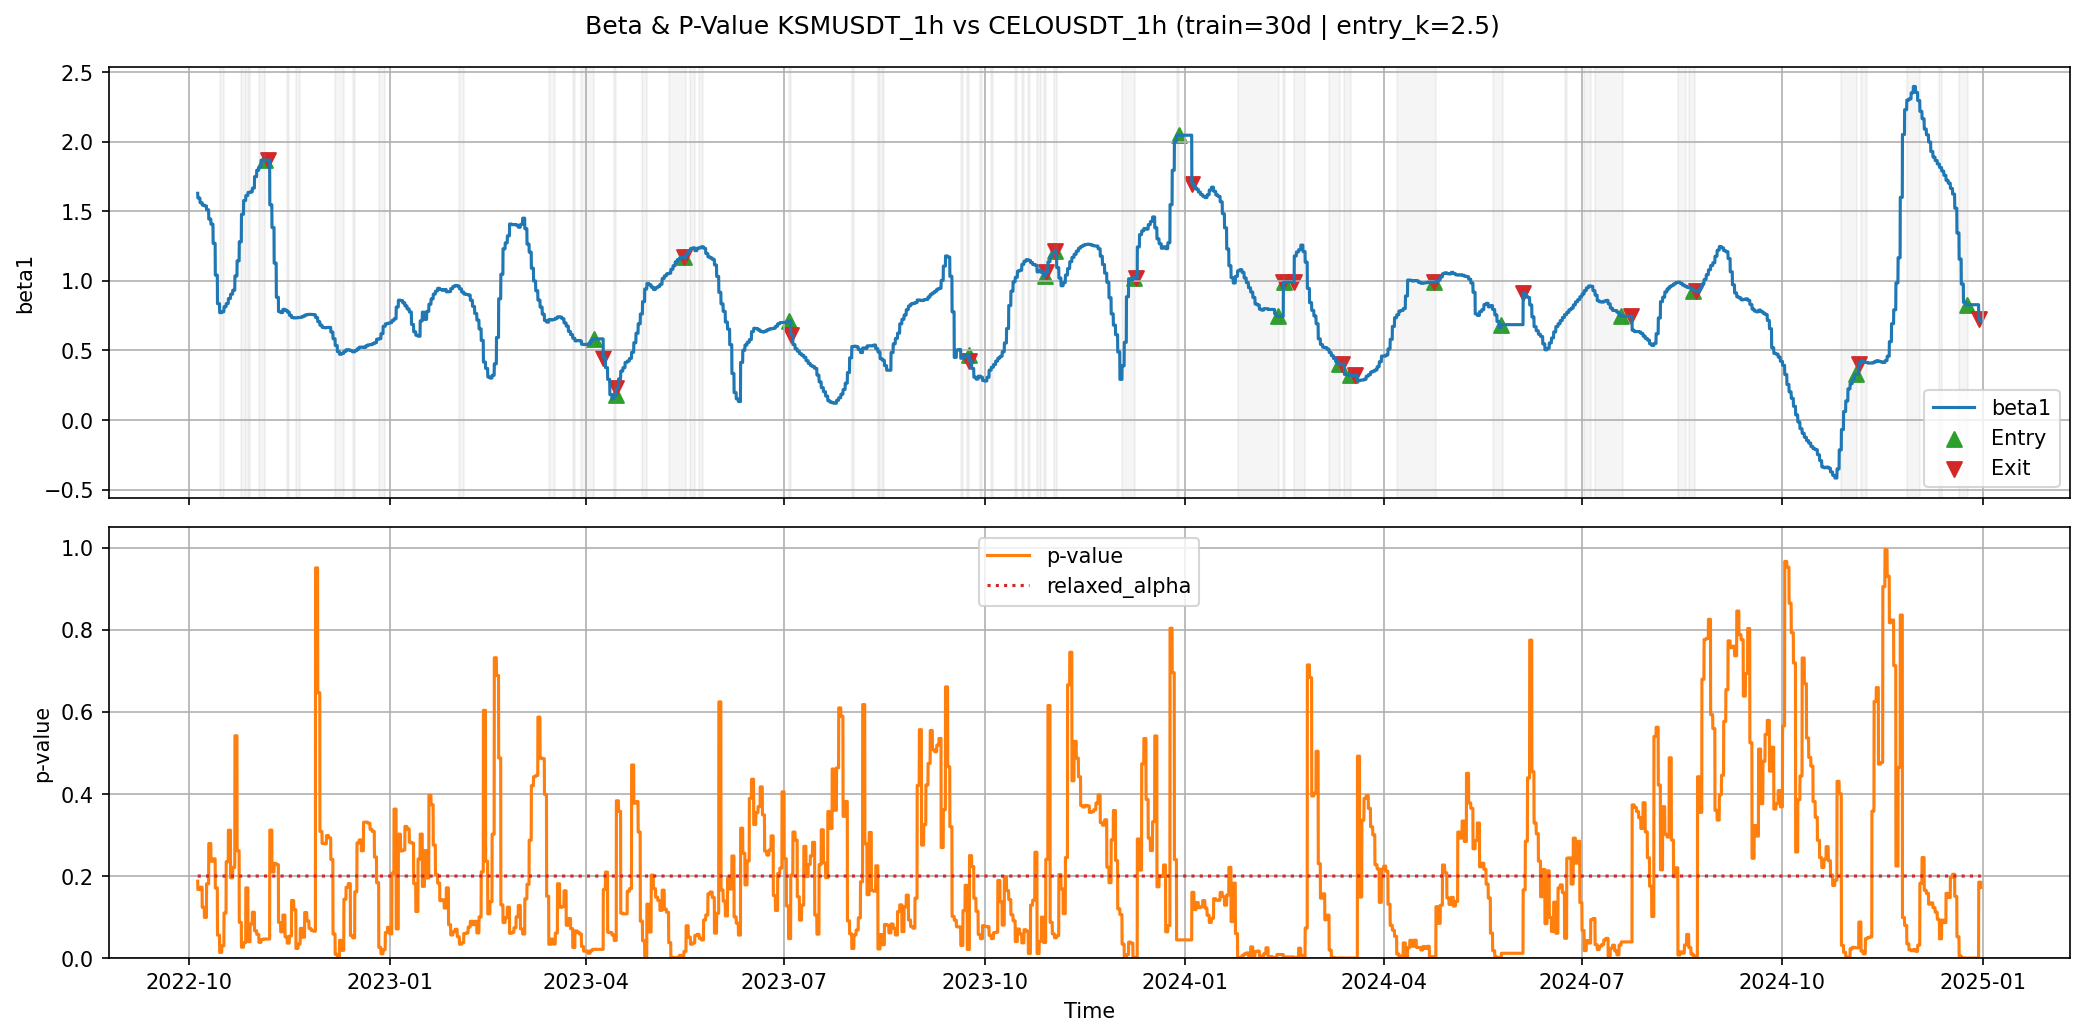 Beta & P-Value KSMUSDT_1h vs CELOUSDT_1h (train=30d | entry_k=2.5)
2.5
2.0
1.5
1.0
0.5
0.0
−0.5
beta1
beta1
Entry
Exit
1.0
0.8
0.6
0.4
0.2
0.0
p-value
p-value
relaxed_alpha
2022-10
2023-01
2023-04
2023-07
2023-10
2024-01
2024-04
2024-07
2024-10
2025-01
Time